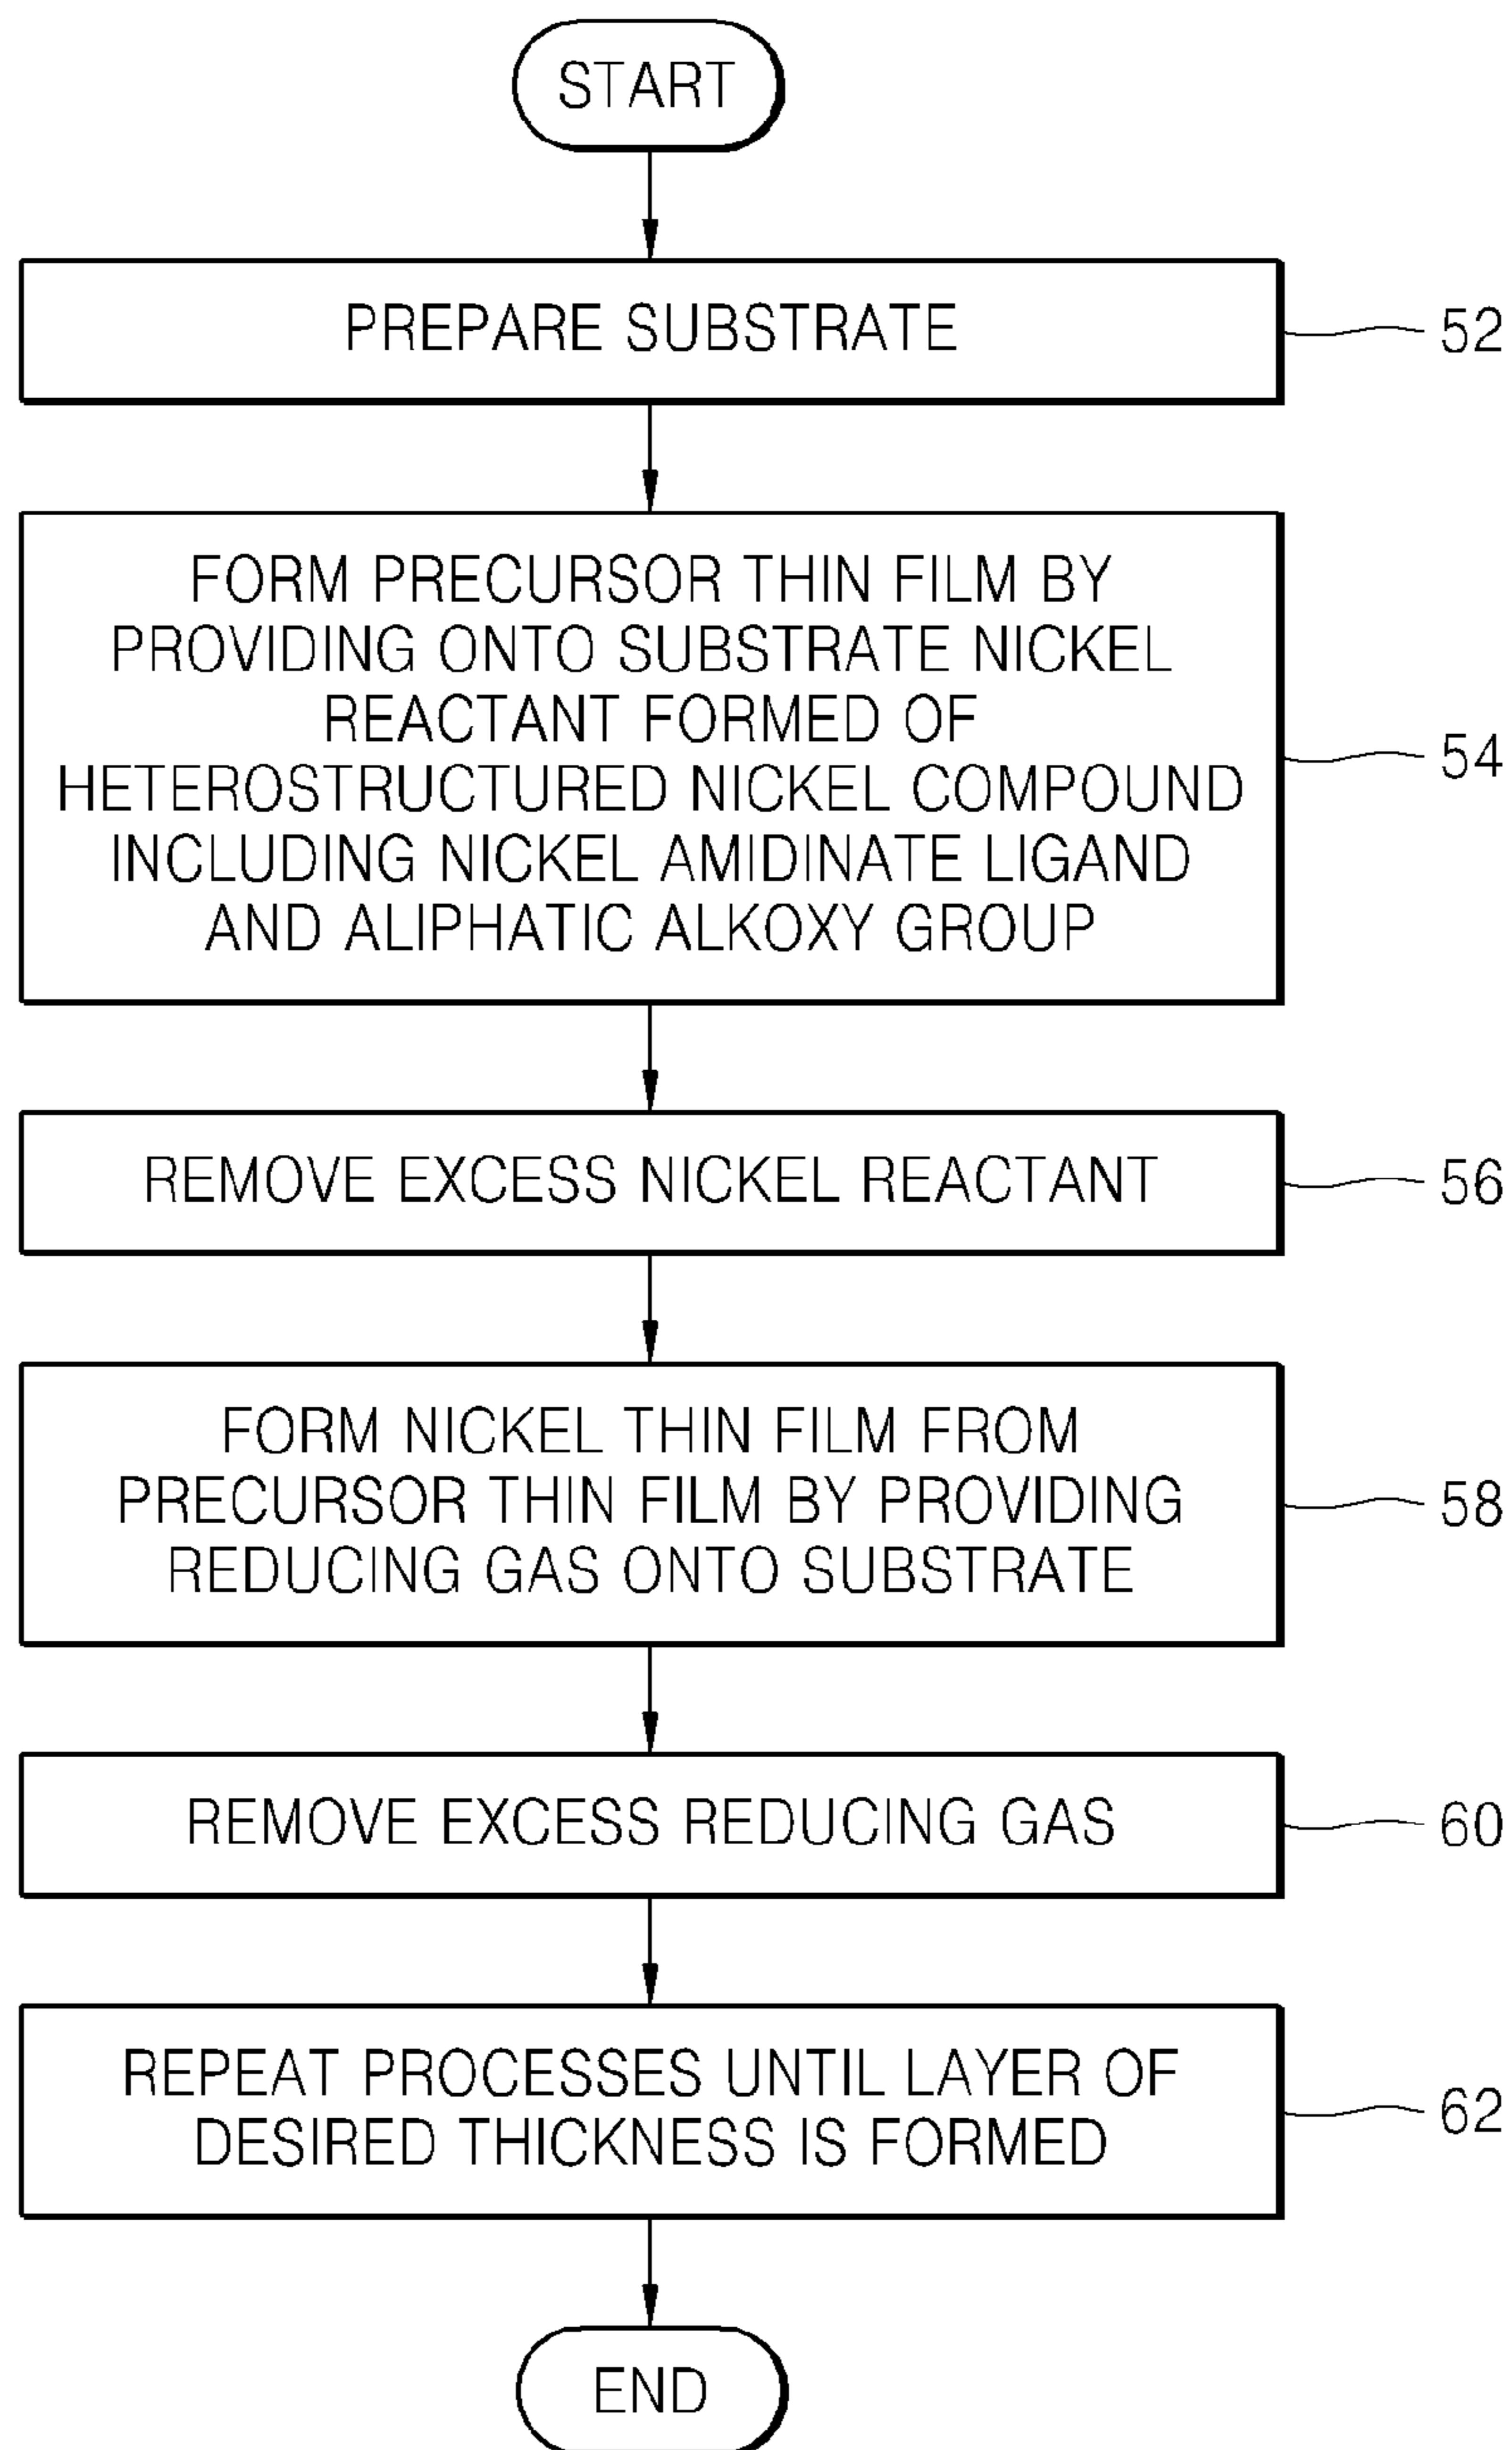 START
PREPARE SUBSTRATE
52
FORM PRECURSOR THIN FILM BY
PROVIDING ONTO SUBSTRATE NICKEL
REACTANT FORMED OF
HETEROSTRUCTURED NICKEL COMPOUND
INCLUDING NICKEL AMIDINATE LIGAND
AND ALIPHATIC ALKOXY GROUP
54
REMOVE EXCESS NICKEL REACTANT
56
FORM NICKEL THIN FILM FROM
PRECURSOR THIN FILM BY PROVIDING
REDUCING GAS ONTO SUBSTRATE
58
REMOVE EXCESS REDUCING GAS
60
REPEAT PROCESSES UNTIL LAYER OF
DESIRED THICKNESS IS FORMED
62
END